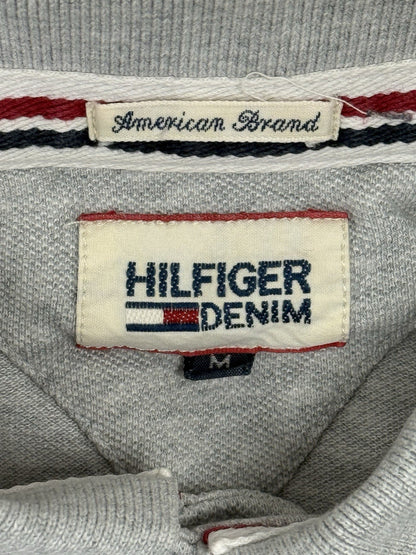 American Brand
HILFIGER
DENIM
M